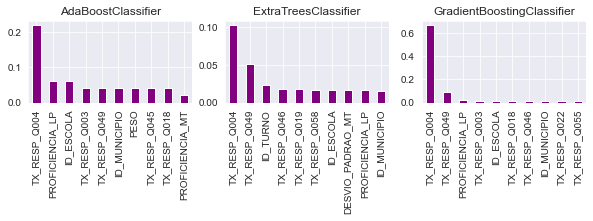 AdaBoostClassifier
0.2
0.1
0.0
TX_RESP_Q004
PROFICIENCIA_LP
ID_ESCOLA
TX_RESP_Q003
TX_RESP_Q049
ID_MUNICIPIO
PESO
TX_RESP_Q045
TX_RESP_Q018
PROFICIENCIA_MT
ExtraTreesClassifier
0.10
0.05
0.00
TX_RESP_Q004
TX_RESP_Q049
ID_TURNO
TX_RESP_Q046
TX_RESP_Q019
TX_RESP_Q058
ID_ESCOLA
DESVIO_PADRAO_MT
PROFICIENCIA_LP
ID_MUNICIPIO
GradientBoostingClassifier
0.6
0.4
0.2
0.0
TX_RESP_Q004
TX_RESP_Q049
PROFICIENCIA_LP
TX_RESP_Q003
ID_ESCOLA
TX_RESP_Q018
TX_RESP_Q046
ID_MUNICIPIO
TX_RESP_Q022
TX_RESP_Q055